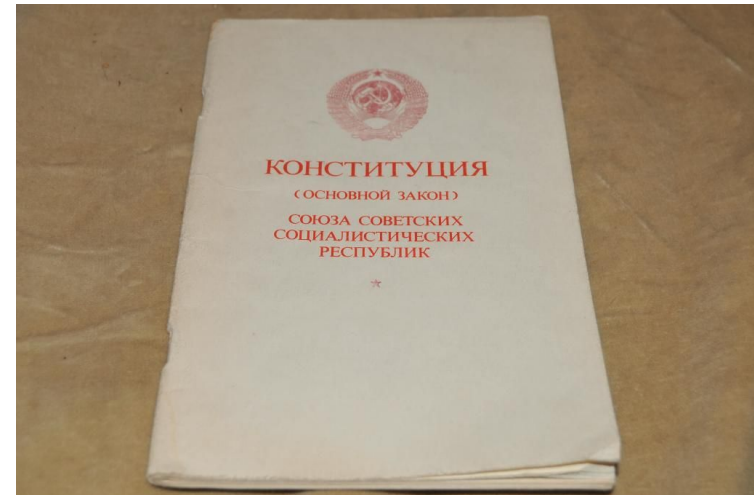 КОНСТИТУЦИЯ
(ОСНОВНОЙ ЗАКОН)
СОЮЗА СОВЕТСКИХ
СОЦИАЛИСТИЧЕСКИХ
РЕСПУБЛИК